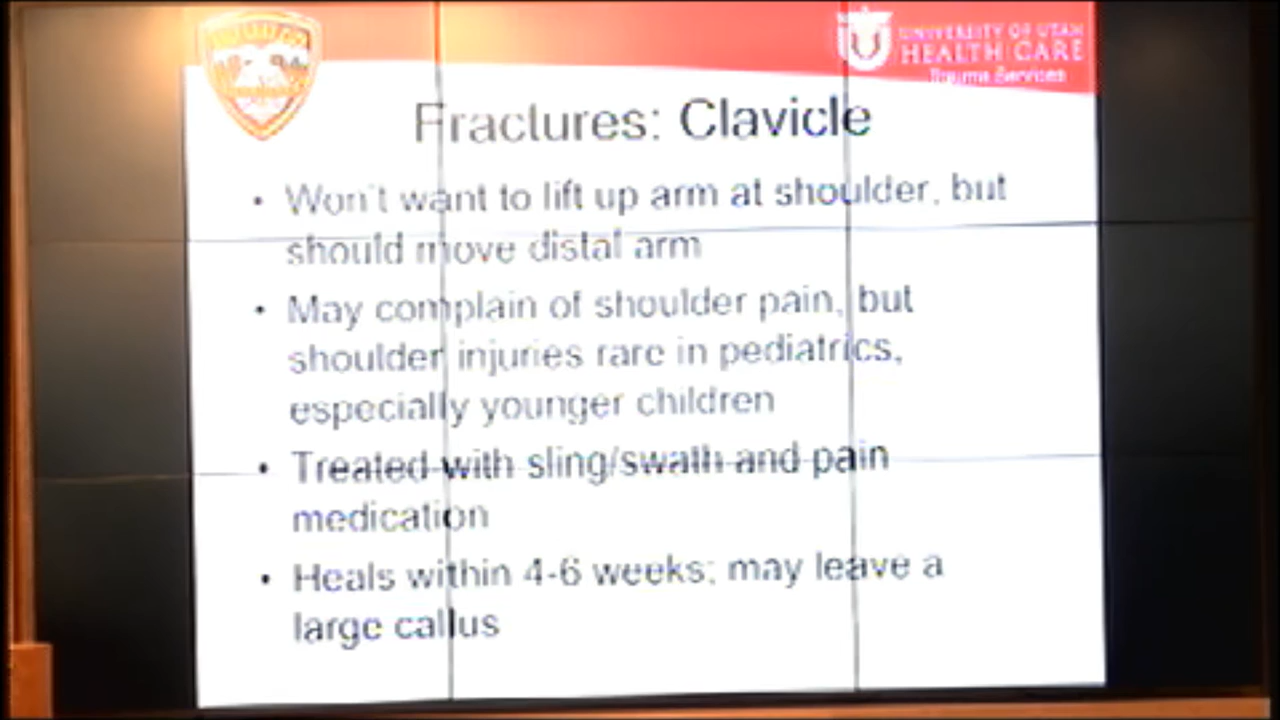 UNIVERSITY OF UTAH
HEALTH CARE
Trauma Services
Fractures: Clavicle
• Won't want to lift up arm at shoulder, but
should move distal arm
• May complain of shoulder pain, but
shoulder injuries rare in pediatrics,
especially younger children
• Treated with sling/swath and pain
medication
• Heals within 4-6 weeks; may leave a
large callus